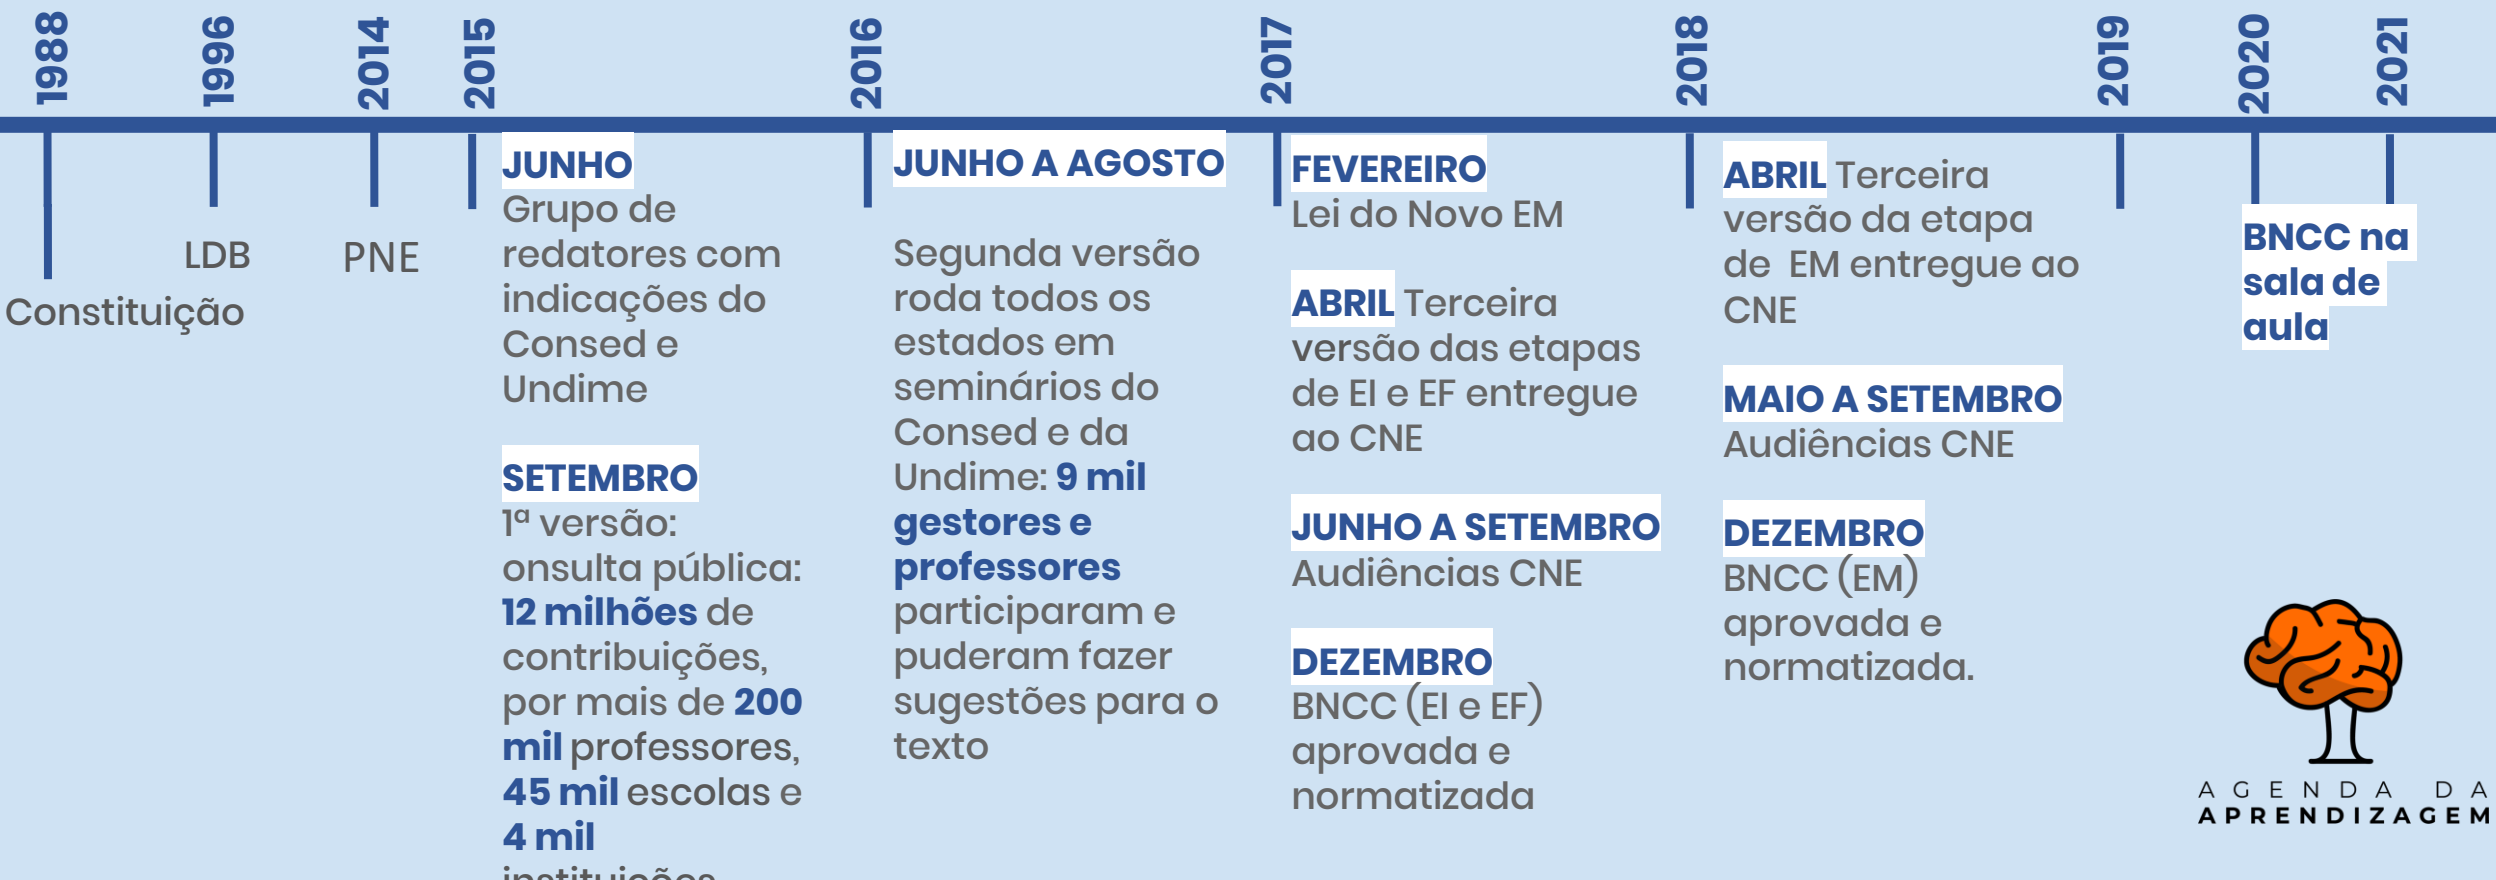 1988
1996
2014
2015
2016
2017
2018
2019
2020
2021
Constituição
LDB
PNE
JUNHO
Grupo de
redatores com
indicações do
Consed e
Undime
SETEMBRO
1ª versão:
onsulta pública:
12 milhões de
contribuições,
por mais de 200
mil professores,
45 mil escolas e
4 mil
instituições
JUNHO A AGOSTO
Segunda versão
roda todos os
estados em
seminários do
Consed e da
Undime: 9 mil
gestores e
professores
participaram e
puderam fazer
sugestões para o
texto
FEVEREIRO
Lei do Novo EM
ABRIL Terceira
versão das etapas
de EI e EF entregue
ao CNE
JUNHO A SETEMBRO
Audiências CNE
DEZEMBRO
BNCC (EI e EF)
aprovada e
normatizada
ABRIL Terceira
versão da etapa
de EM entregue ao
CNE
MAIO A SETEMBRO
Audiências CNE
DEZEMBRO
BNCC (EM)
aprovada e
normatizada.
BNCC na
sala de
aula
AGENDA DA
APRENDIZAGEM